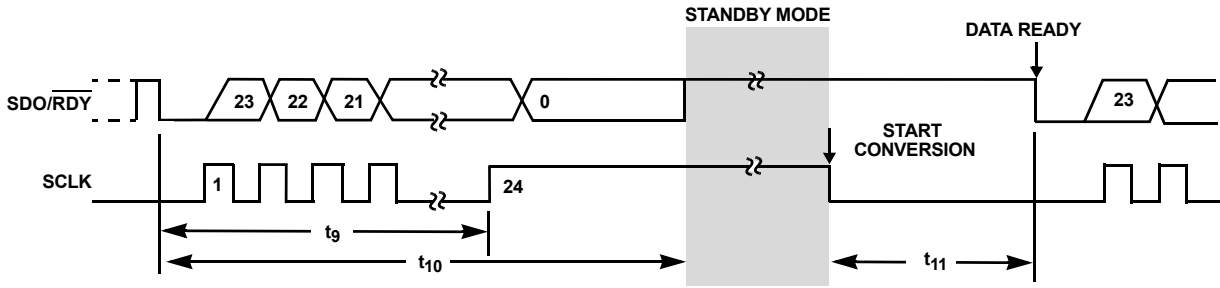 STANDBY MODE
DATA READY
SDO/RDY
23
22
21
0
23
START
CONVERSION
SCLK
1
24
t9
t10
t11